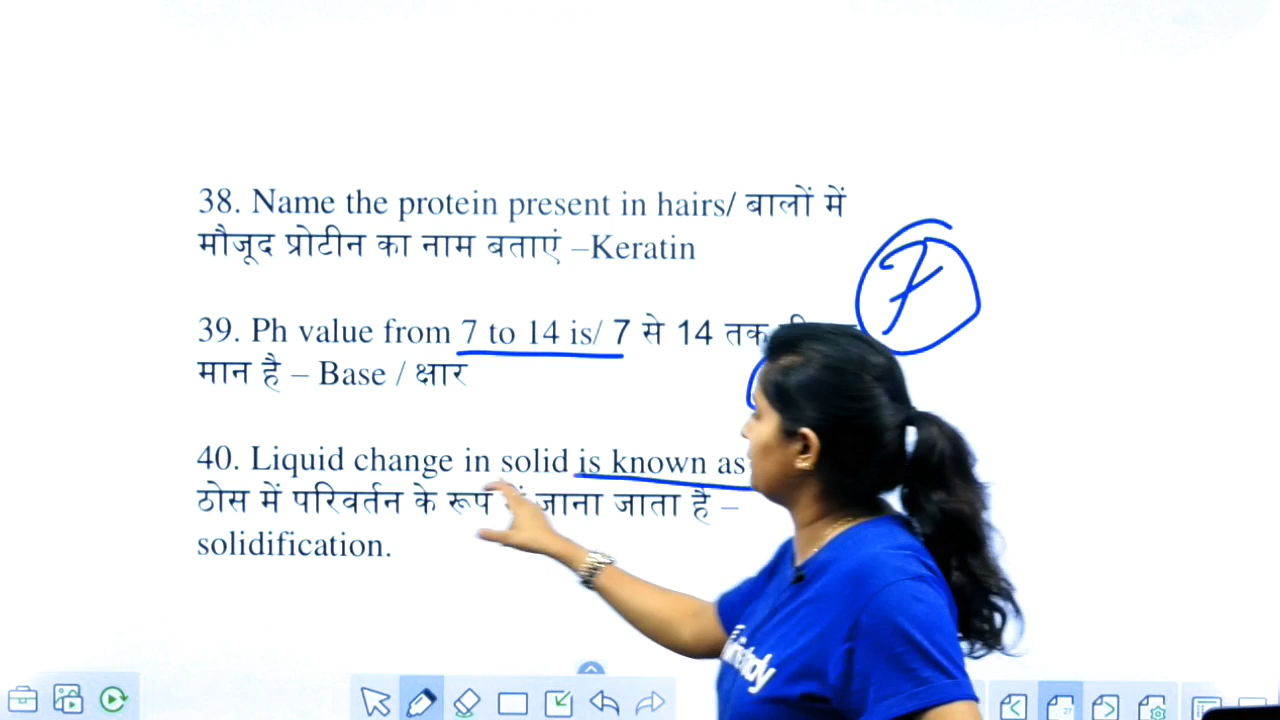 38. Name the protein present in hairs/ बालों में
मौजूद प्रोटीन का नाम बताएं –Keratin
7
39. Ph value from 7 to 14 is/ 7 से 14 तक
मान है – Base / क्षार
40. Liquid change in solid is known as
ठोस में परिवर्तन के रूप जाना जाता है –
solidification.